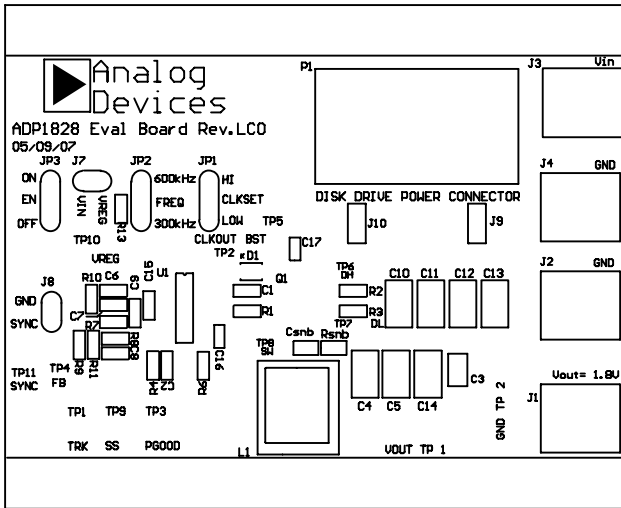 Analog
Devices
ADP1828 Eval Board Rev.LCO
05/09/07
P1
J3
Vin
JP3
J7
JP2
JP1
ON
EN
OFF
VIN
VREG
R13
600kHz
FREQ
300kHz
HI
CLKSET
LOW
DISK DRIVE POWER CONNECTOR
J4
GND
TP10
TP5
J10
J9
CLKOUT
BST
TP2
D1
C17
VREG
Q1
TP6
DH
J8
GND
SYNC
R10
C6
C9
C15
U1
C1
R1
R2
R3
TP7
DL
C10
C11
C12
C13
J2
GND
C7
R7
R8
C8
C16
TP8
SW
Csnb
Rsnb
TP11
SYNC
TP4
FB
R9
R11
R4
C2
R6
C4
C5
C14
C3
Vout= 1.8V
J1
TP1
TP9
TP3
GND TP 2
TRK
SS
PGOOD
L1
VOUT TP 1